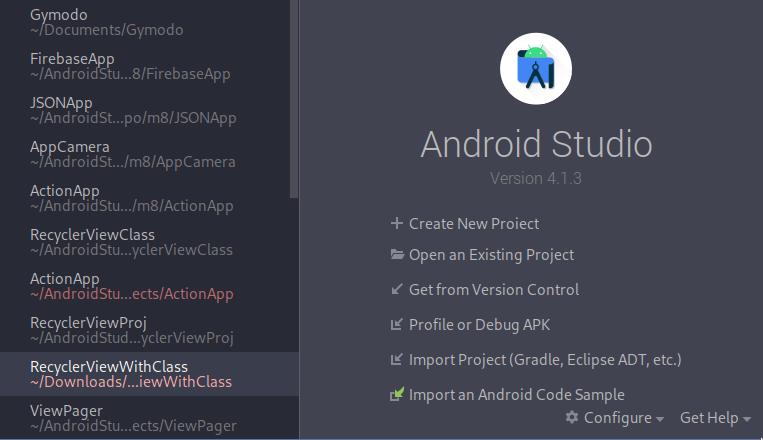 Gymodo
~/Documents/Gymodo
FirebaseApp
~/AndroidStu...8/FirebaseApp
JSONApp
~/AndroidSt...po/m8/JSONApp
AppCamera
~/AndroidSt.../m8/AppCamera
ActionApp
~/AndroidStu.../m8/ActionApp
RecyclerViewClass
~/AndroidSt...yclerViewClass
ActionApp
~/AndroidStu...ects/ActionApp
RecyclerViewProj
~/AndroidStud...yclerViewProj
RecyclerViewWithClass
~/Downloads/...iewWithClass
ViewPager
~/AndroidStu...ects/ViewPager
Android Studio
Version 4.1.3
Create New Project
Open an Existing Project
Get from Version Control
Profile or Debug APK
Import Project (Gradle, Eclipse ADT, etc.)
Import an Android Code Sample
Configure
Get Help